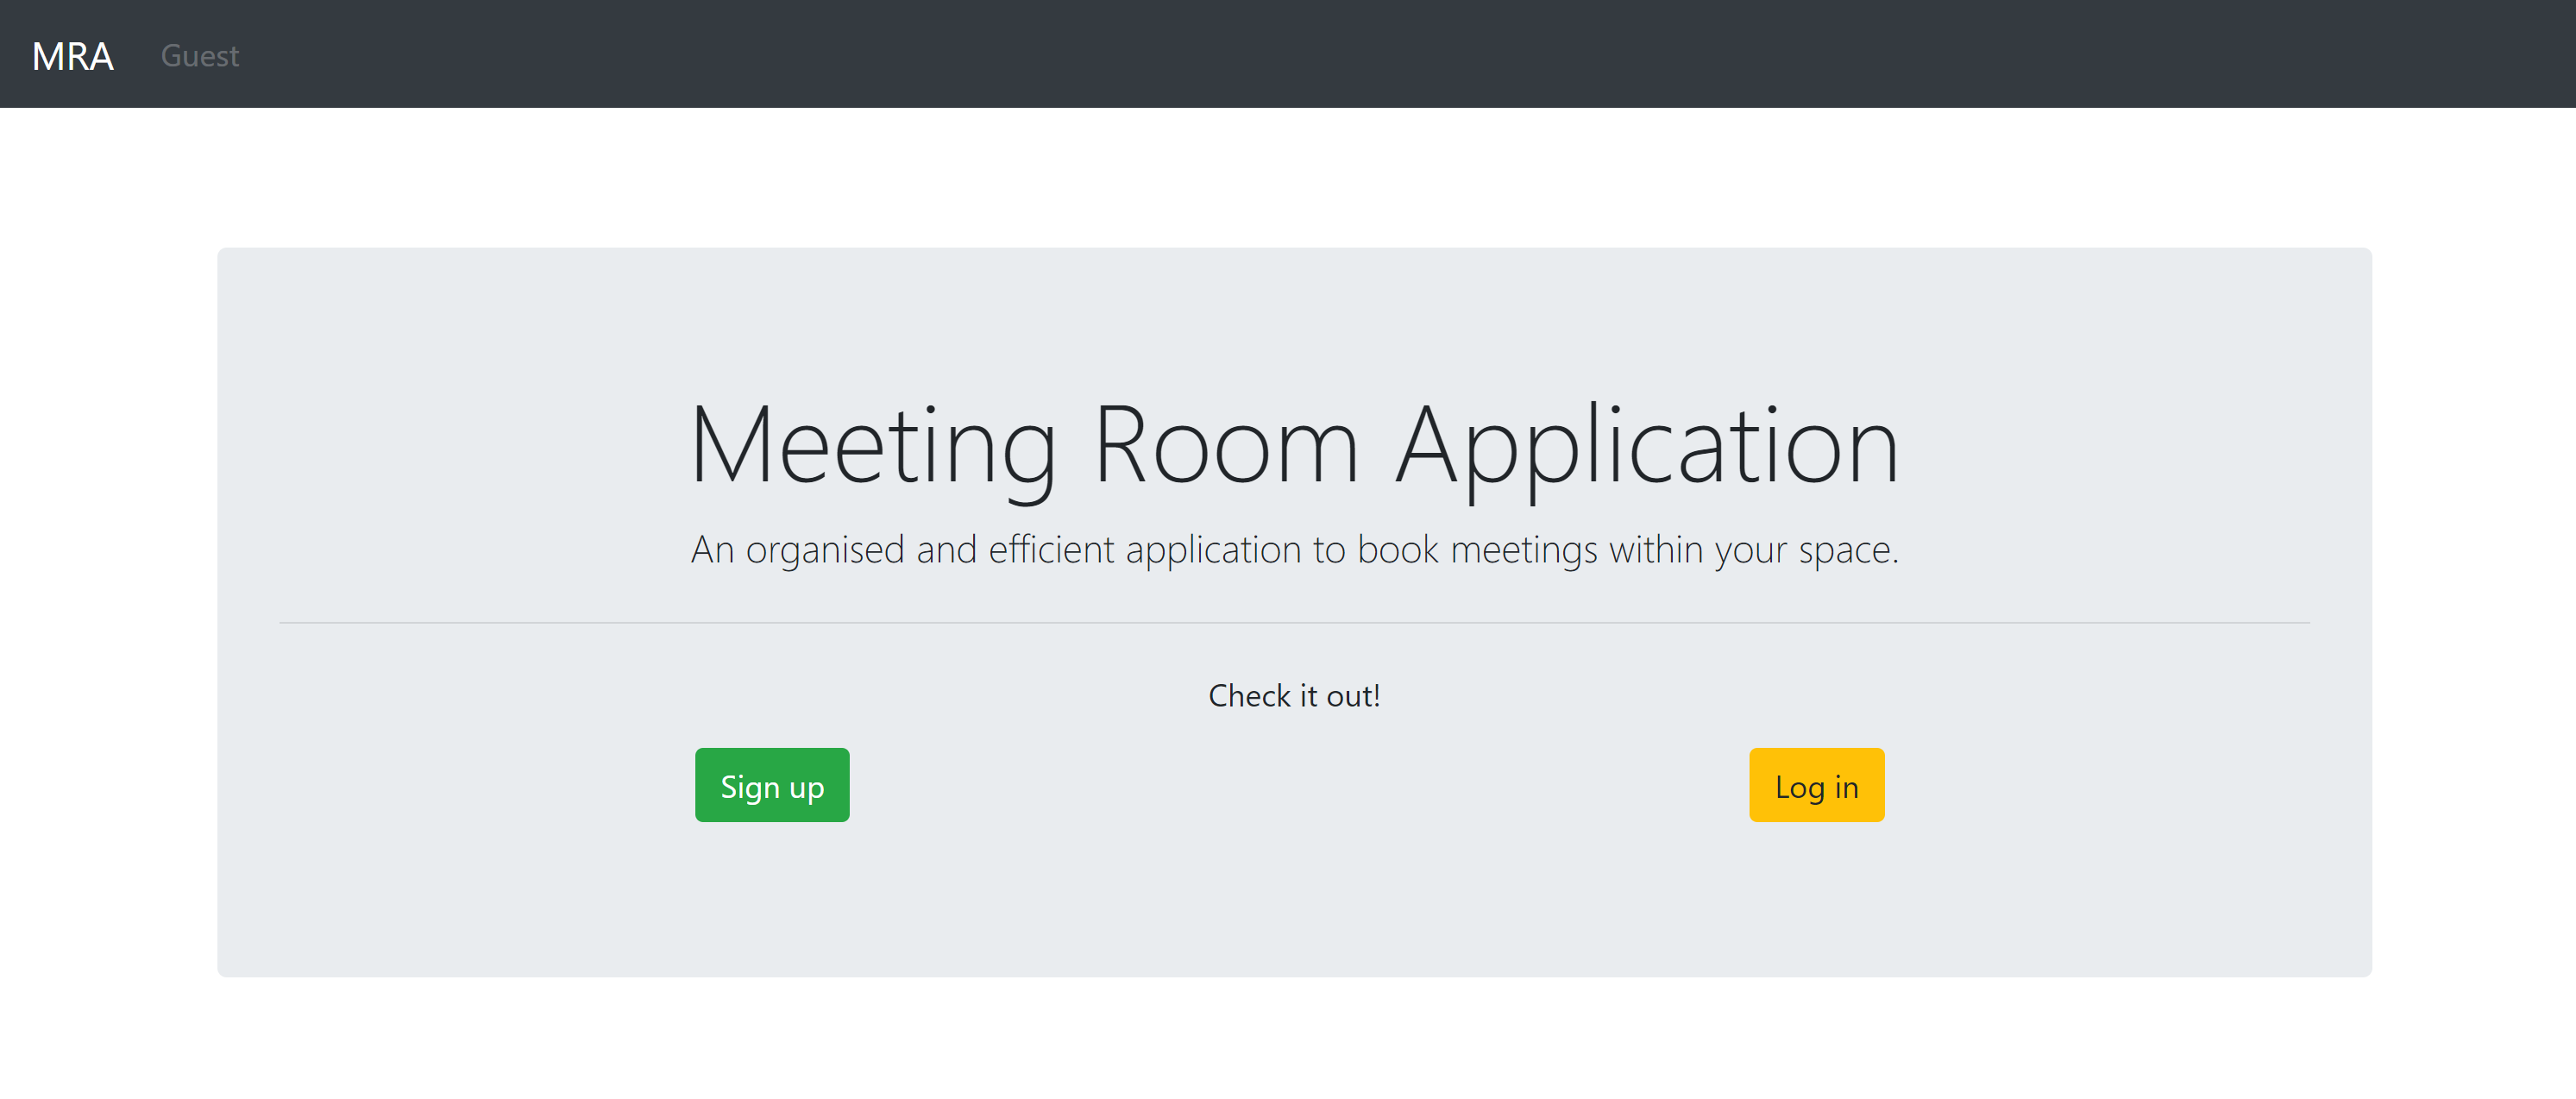 MRA Guest
Meeting Room Application
An organised and efficient application to book meetings within your space.
Check it out!
Sign up Log in